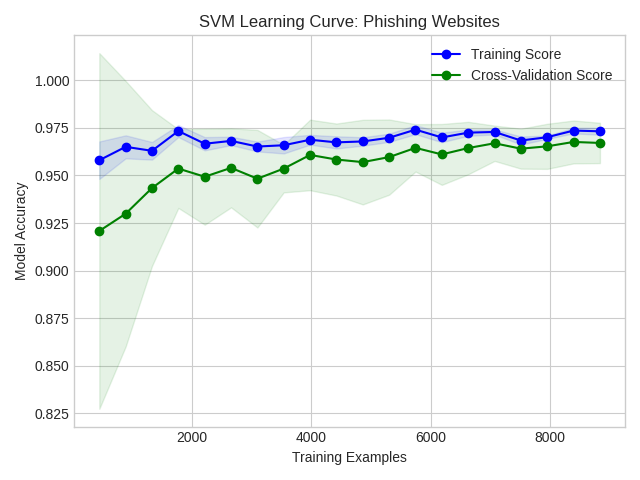 SVM Learning Curve: Phishing Websites
Training Score
Cross-Validation Score
Model Accuracy
1.000
0.975
0.950
0.925
0.900
0.875
0.850
0.825
2000
4000
6000
8000
Training Examples